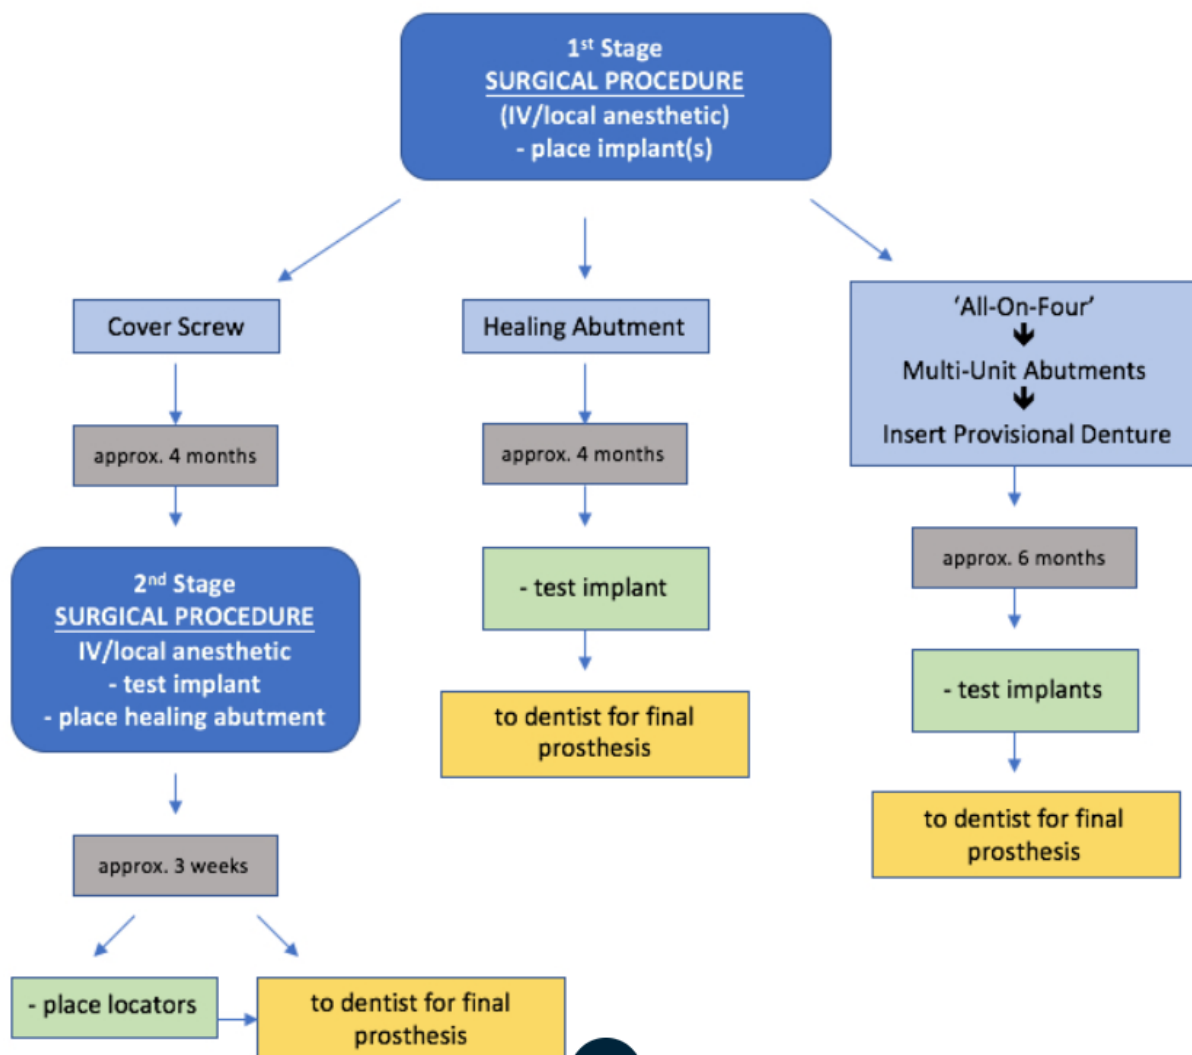 1st Stage
SURGICAL PROCEDURE
(IV/local anesthetic)
- place implant(s)
Cover Screw
approx. 4 months
2nd Stage
SURGICAL PROCEDURE
IV/local anesthetic
- test implant
- place healing abutment
approx. 3 weeks
- place locators
to dentist for final
prosthesis
Healing Abutment
approx. 4 months
- test implant
to dentist for final
prosthesis
‘All-On-Four’
Multi-Unit Abutments
Insert Provisional Denture
approx. 6 months
- test implants
to dentist for final
prosthesis